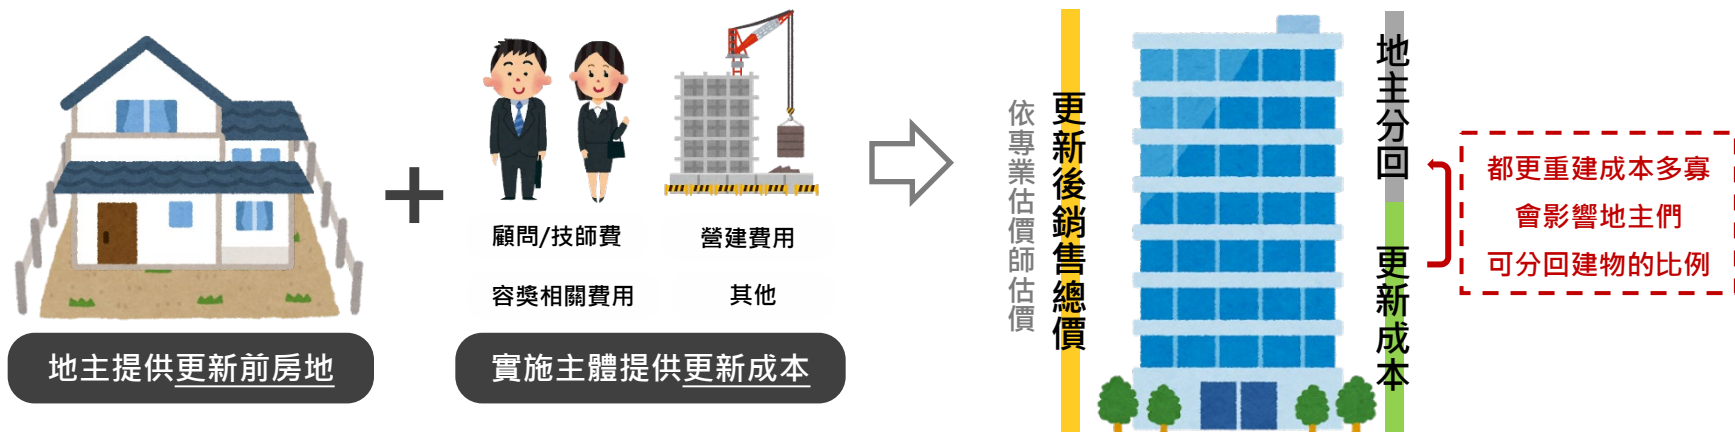 顧問/技師費
營建費用
容獎相關費用
其他
地主提供更新前房地
實施主體提供更新成本
依專業估價師估價
更新後銷售總價
地主分回
更新成本
都更重建成本多寡
會影響地主們
可分回建物的比例